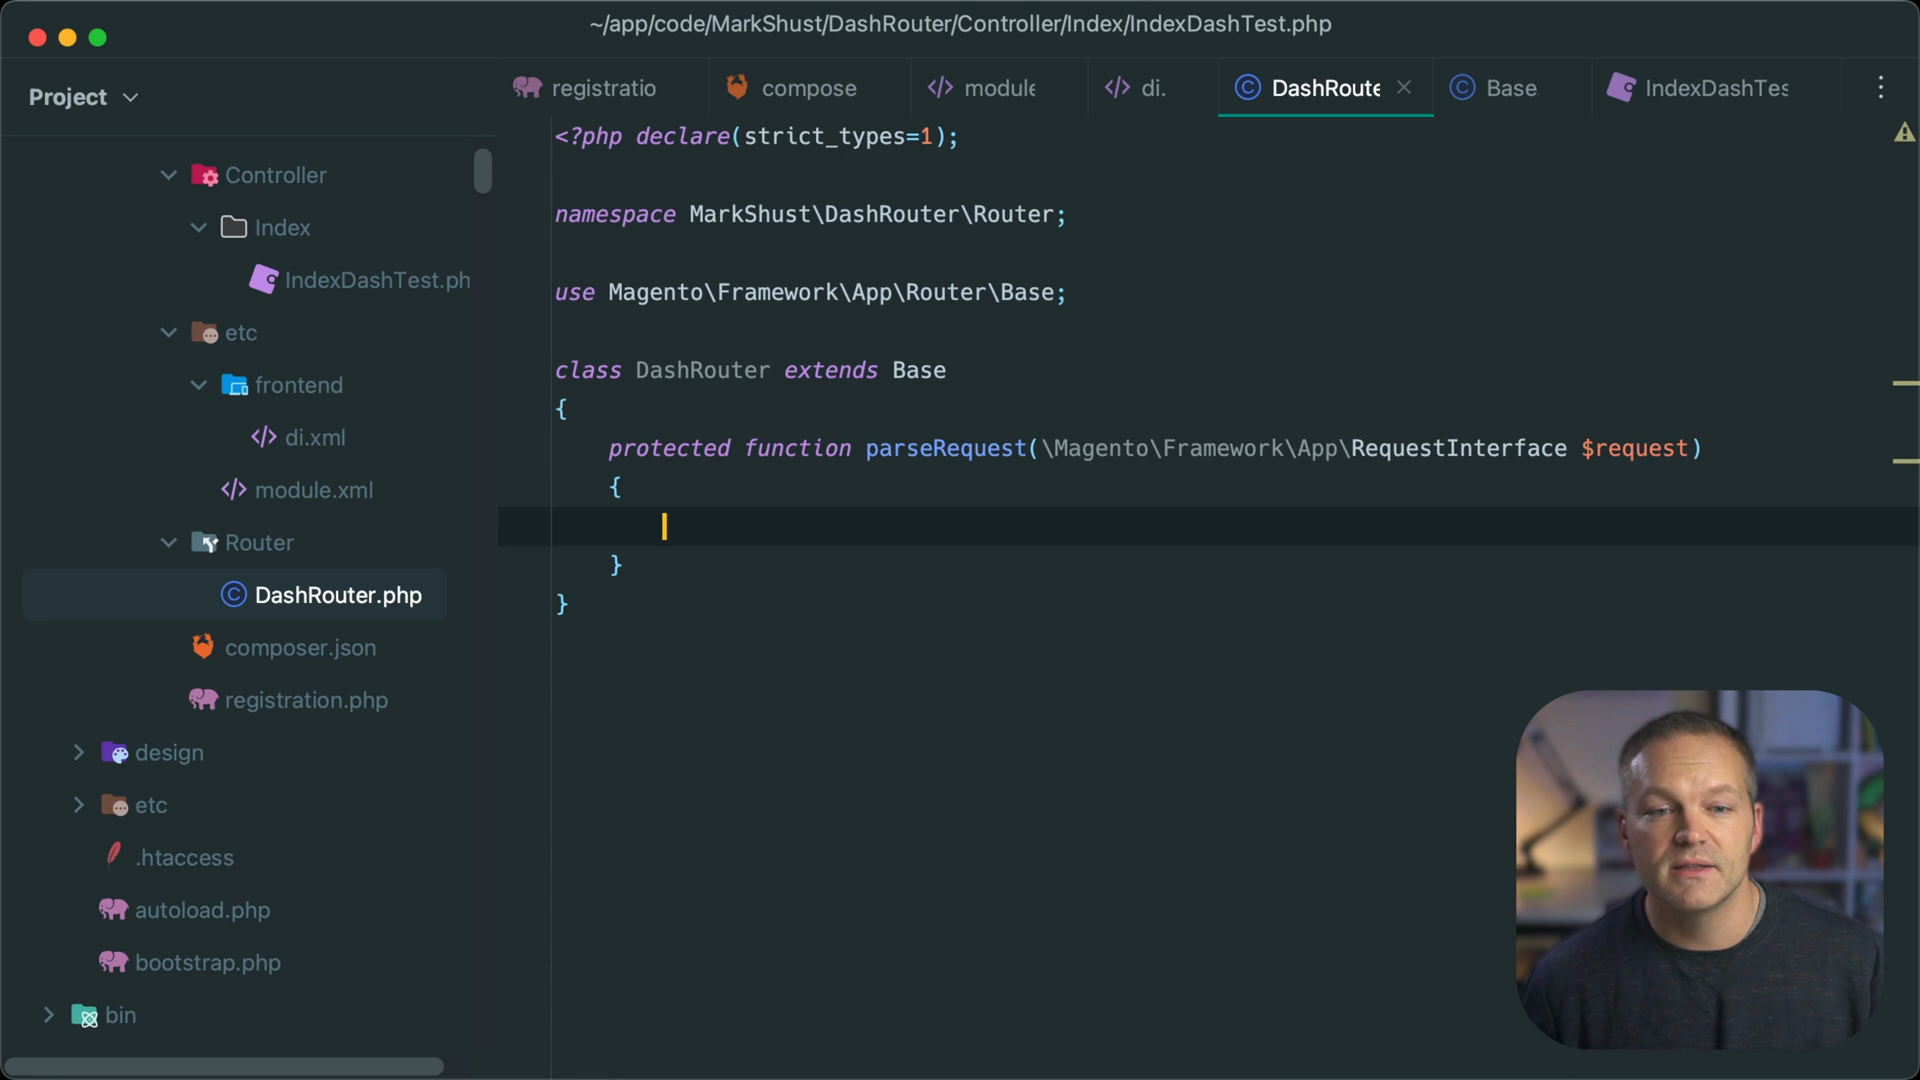 ~/app/code/MarkShust/DashRouter/Controller/Index/IndexDashTest.php
Project
registratio
compose
module
di.
DashRoute
Base
IndexDashTes
Controller
Index
IndexDashTest.ph
etc
frontend
di.xml
module.xml
Router
DashRouter.php
composer.json
registration.php
design
etc
.htaccess
autoload.php
bootstrap.php
bin
<?php declare(strict_types=1);
namespace MarkShust\DashRouter\Router;
use Magento\Framework\App\Router\Base;
class DashRouter extends Base
{
protected function parseRequest(\Magento\Framework\App\RequestInterface $request)
{
}
}